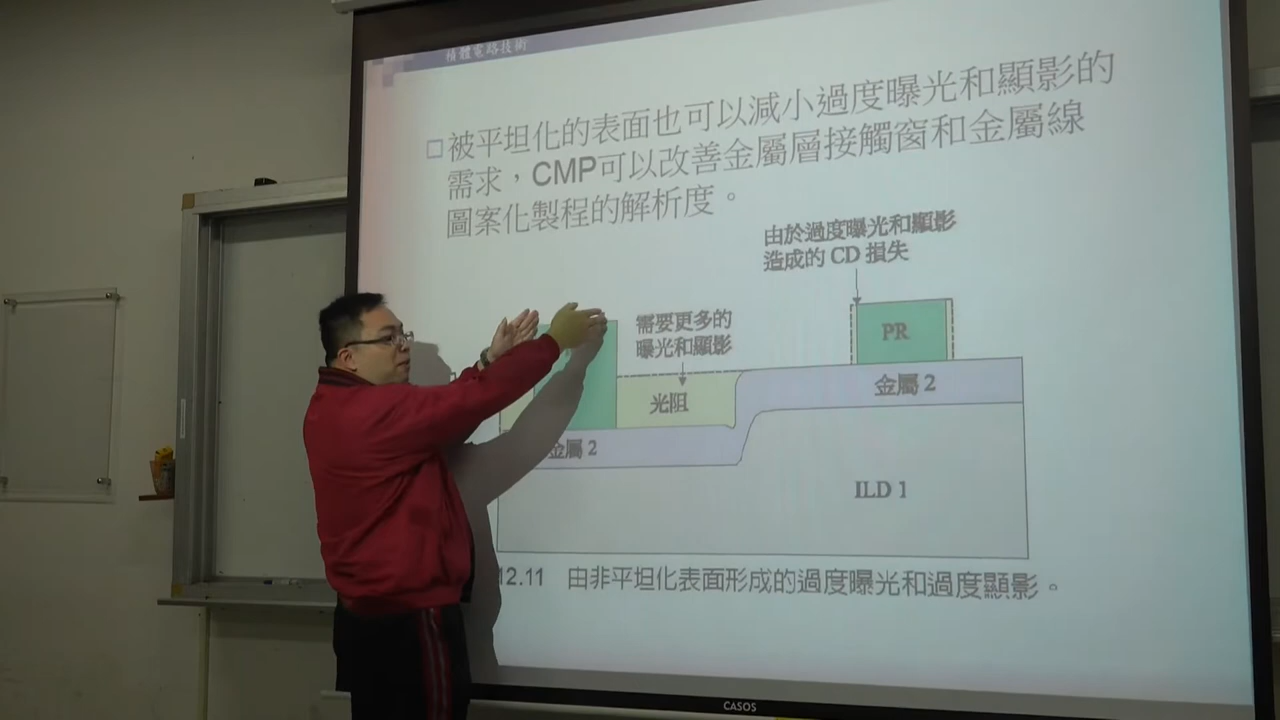 積體電路技術
被平坦化的表面也可以減小過度曝光和顯影的
需求，CMP可以改善金屬層接觸窗和金屬線
圖案化製程的解析度。
由於過度曝光和顯影
造成的 CD 損失
需要更多的
曝光和顯影
PR
光阻
金屬 2
金屬 2
ILD 1
12.11 由非平坦化表面形成的過度曝光和過度顯影。
CASOS